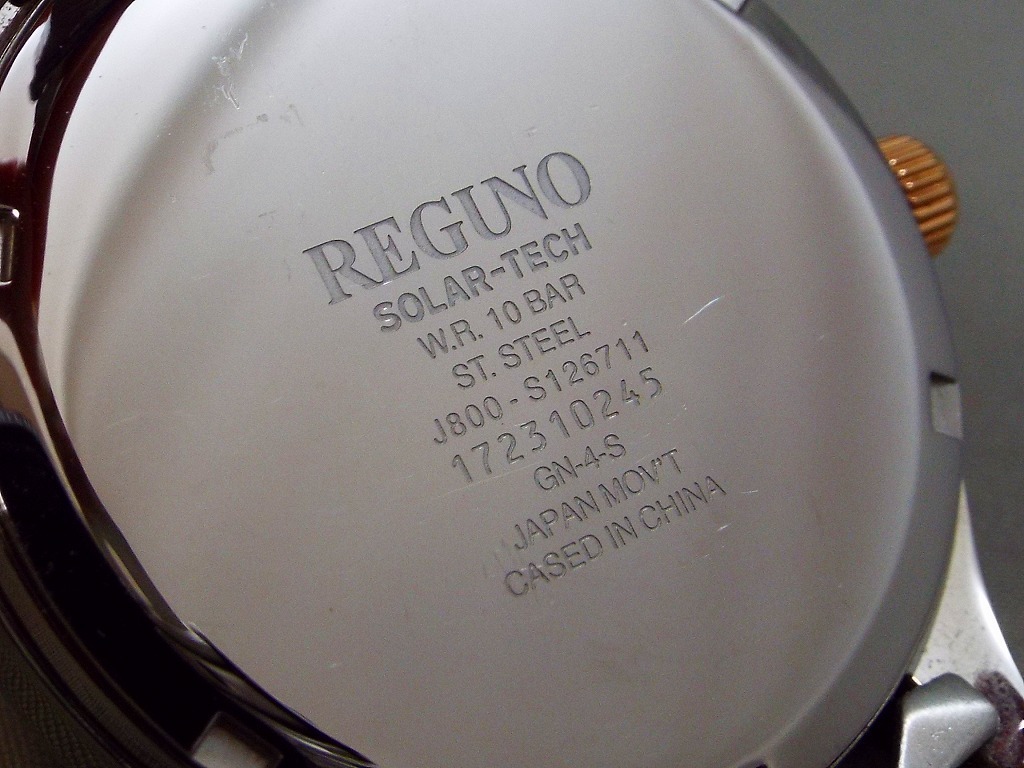 REGUNO
SOLAR-TECH
W.R. 10 BAR
ST. STEEL
J800 - S126711
172310245
GN-4-S
JAPAN MOV'T
CASED IN CHINA